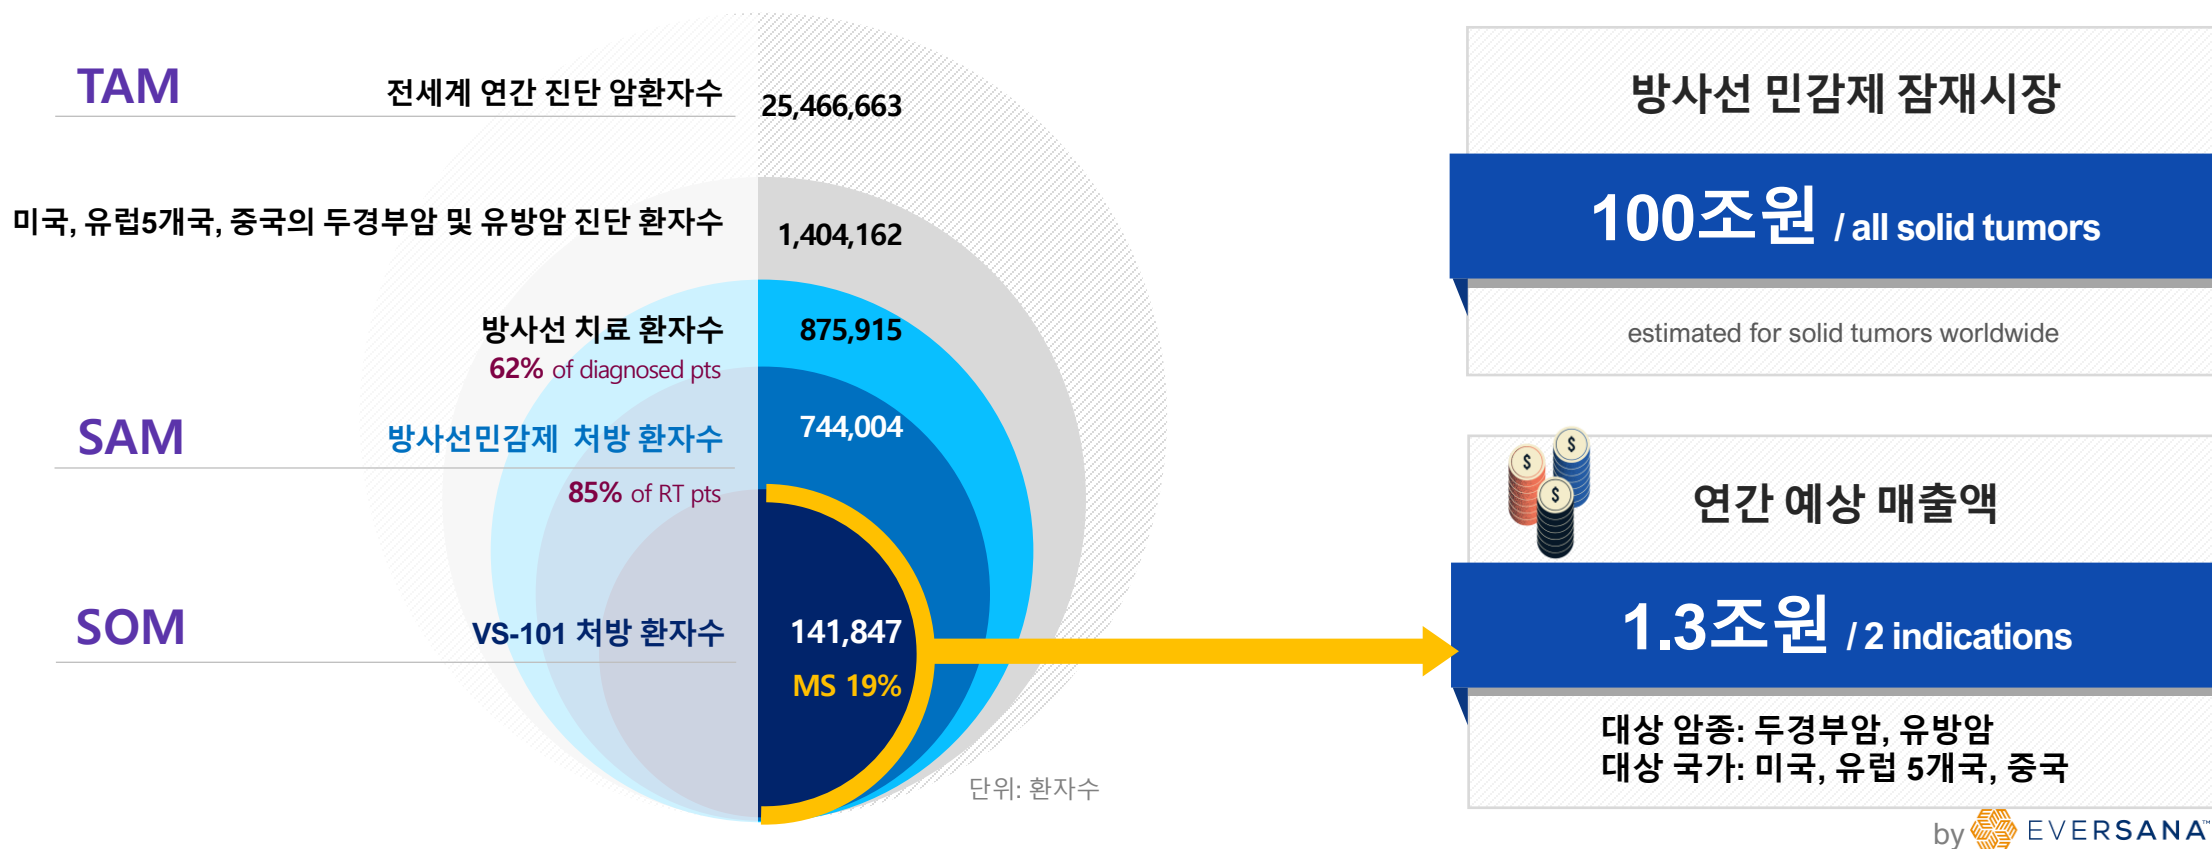 TAM
전세계 연간 진단 암환자수
25,466,663
미국, 유럽5개국, 중국의 두경부암 및 유방암 진단 환자수
1,404,162
방사선 치료 환자수
875,915
62% of diagnosed pts
SAM
방사선민감제 처방 환자수
744,004
85% of RT pts
SOM
VS-101 처방 환자수
141,847
MS 19%
단위: 환자수
방사선 민감제 잠재시장
100조원 / all solid tumors
estimated for solid tumors worldwide
$
$
$
연간 예상 매출액
1.3조원 / 2 indications
대상 암종: 두경부암, 유방암
대상 국가: 미국, 유럽 5개국, 중국
by EVERSANA™